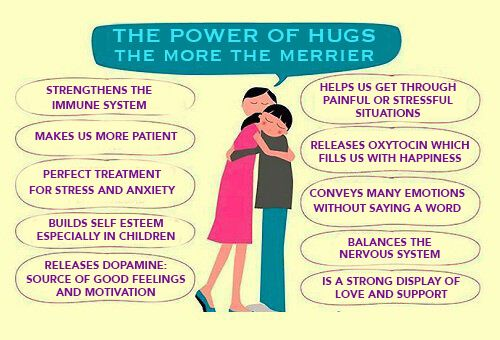 THE POWER OF HUGS
THE MORE THE MERRIER
STRENGTHENS THE
IMMUNE SYSTEM
MAKES US MORE PATIENT
PERFECT TREATMENT
FOR STRESS AND ANXIETY
BUILDS SELF ESTEEM
ESPECIALLY IN CHILDREN
RELEASES DOPAMINE:
SOURCE OF GOOD FEELINGS
AND MOTIVATION
HELPS US GET THROUGH
PAINFUL OR STRESSFUL
SITUATIONS
RELEASES OXYTOCIN WHICH
FILLS US WITH HAPPINESS
CONVEYS MANY EMOTIONS
WITHOUT SAYING A WORD
BALANCES THE
NERVOUS SYSTEM
IS A STRONG DISPLAY OF
LOVE AND SUPPORT